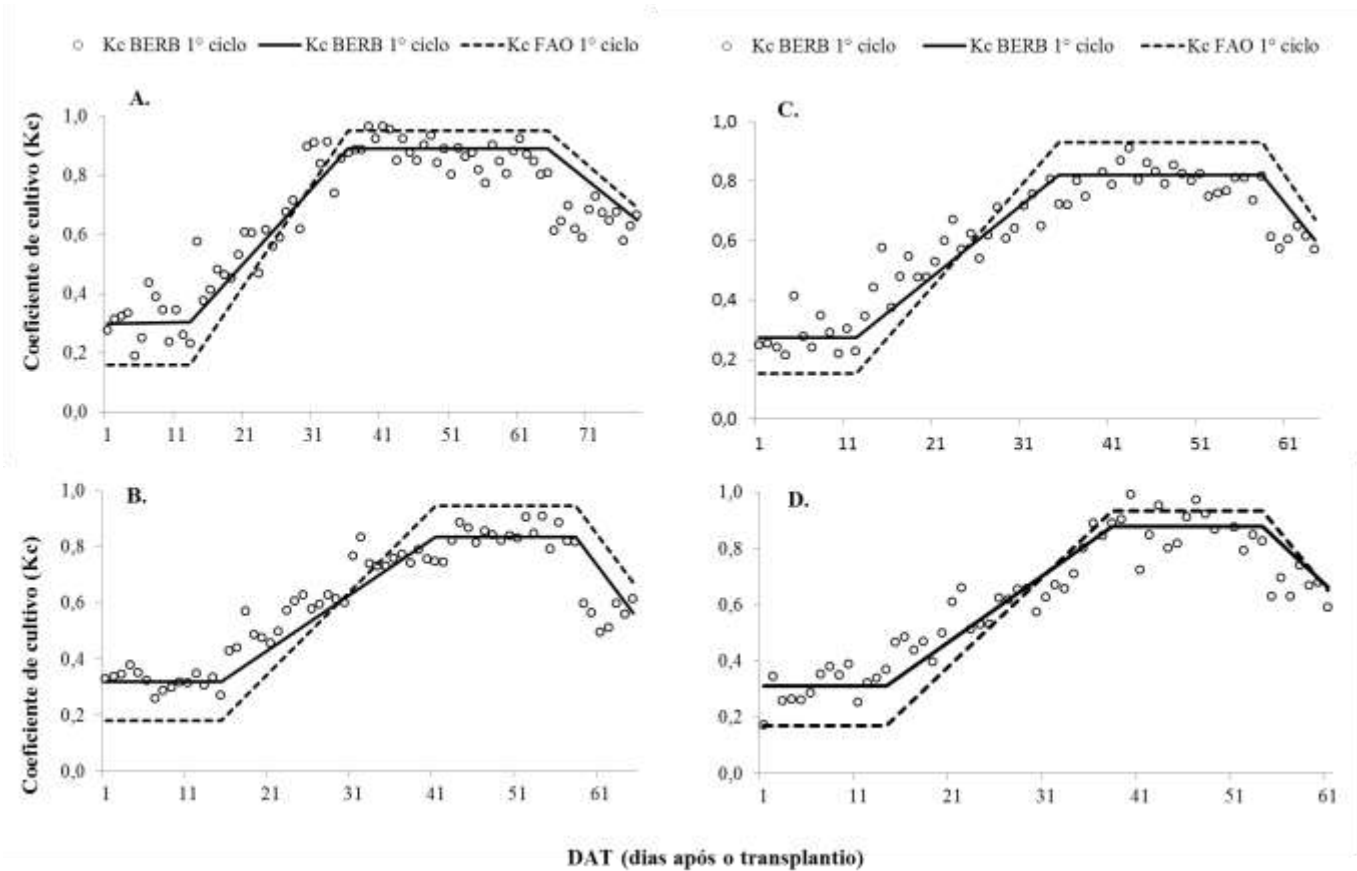 Kc BERB 1° ciclo Kc BERB 1° ciclo Kc FAO 1° ciclo
Kc BERB 1° ciclo Kc BERB 1° ciclo Kc FAO 1° ciclo
A.
Coeficiente de cultivo (Kc)
1,0
0,8
0,6
0,4
0,2
0,0
1 11 21 31 41 51 61 71
C.
1,0
0,8
0,6
0,4
0,2
0,0
1 11 21 31 41 51 61
B.
Coeficiente de cultivo (Kc)
1,0
0,8
0,6
0,4
0,2
0,0
1 11 21 31 41 51 61
D.
1,0
0,8
0,6
0,4
0,2
0,0
1 11 21 31 41 51 61
DAT (dias após o transplantio)